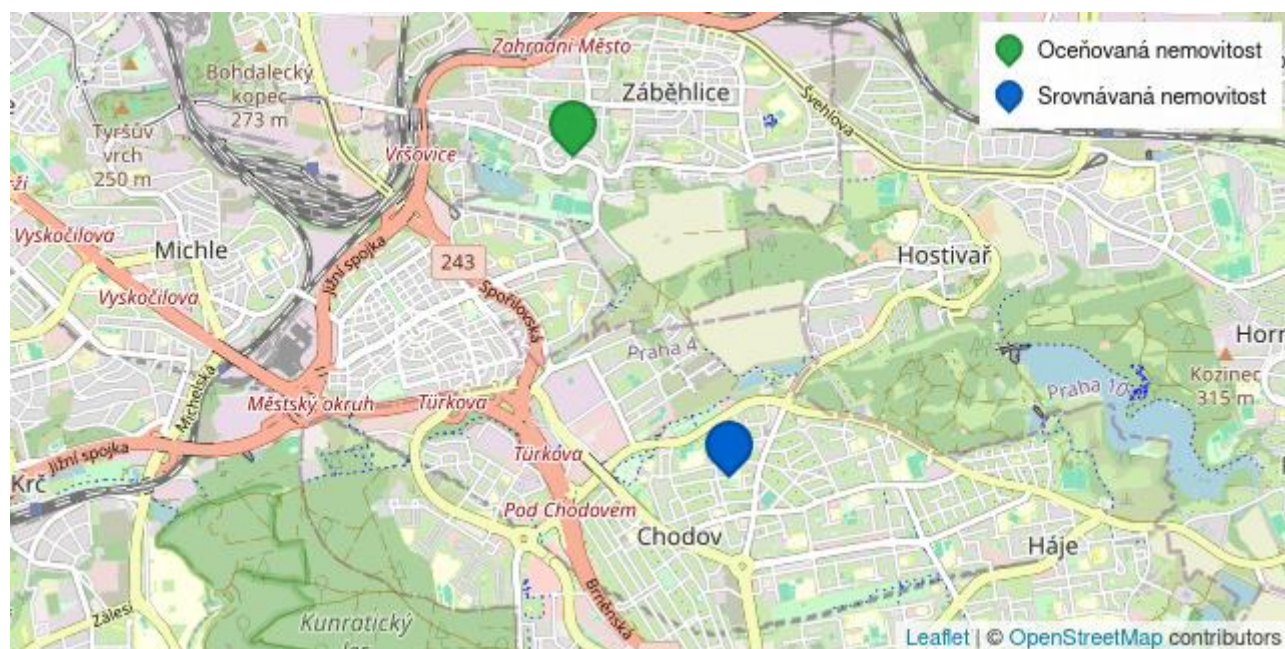 Oceňovaná nemovitost
Srovnávaná nemovitost
Zahradní Město
Bohdalecký
kopec
273 m
Záběhlice
Švehlova
Tyršův
vrch
250 m
Vršovice
Vyskočilova
Michle
Jižní spojka
243
Hostivař
Vyskočilova
Spořilovská
Praha 4
Horn
Kozinec
315 m
Praha 10
Michelská
Městský okruh
Türkova
Türkova
Jižní spojka
Krč
Pod Chodovem
Chodov
Háje
Brněnská
Zálesí
Kunratický
les
Leaflet | © OpenStreetMap contributors